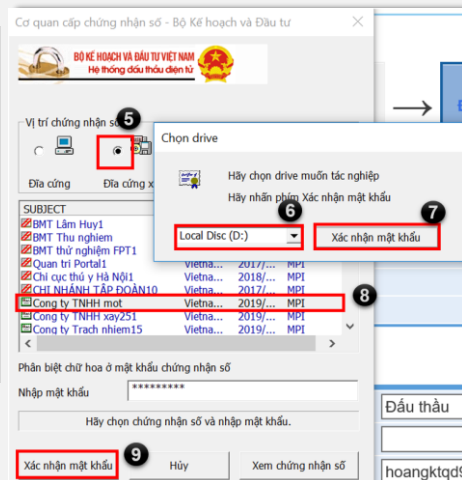 Cơ quan cấp chứng nhận số - Bộ Kế hoạch và Đầu tư
BỘ KẾ HOẠCH VÀ ĐẦU TƯ VIỆT NAM
Hệ thống đấu thầu điện tử
Vị trí chứng nhận số
5
Đĩa cứng
Đĩa cứng x
Chọn drive
Hãy chọn drive muốn tác nghiệp
Hãy nhấn phím Xác nhận mật khẩu
6
7
Local Disc (D:)
Xác nhận mật khẩu
SUBJECT
BMT Lâm Huy1
BMT Thu nghiem
BMT thử nghiệm FPT1
Quan tri Portal1 Vietna... 2017/... MPI
Chi cục thú y Hà Nội1 Vietna... 2018/... MPI
CHI NHÁNH TẬP ĐOÀN10 Vietna... 2017/... MPI
Cong ty TNHH mot Vietna... 2019/... MPI
8
Cong ty TNHH xay251 Vietna... 2019/... MPI
Cong ty Trach nhiem15 Vietna... 2019/... MPI
Phân biệt chữ hoa ở mật khẩu chứng nhận số
Nhập mật khẩu *********
Hãy chọn chứng nhận số và nhập mật khẩu.
9
Xác nhận mật khẩu Hủy Xem chứng nhận số
Đấu thầu
hoangktqd9